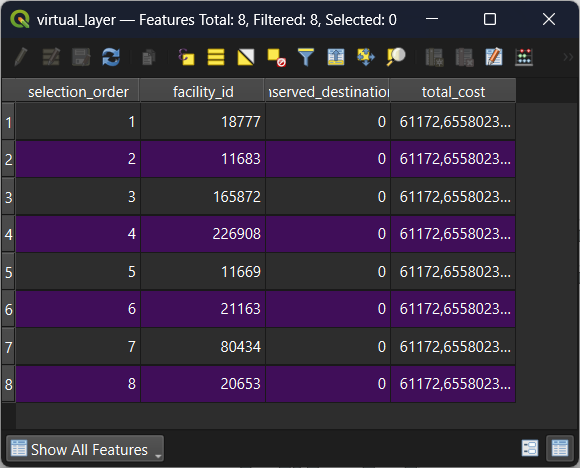 virtual_layer — Features Total: 8, Filtered: 8, Selected: 0
selection_order facility_id nserved_destination total_cost
1 1 18777 0 61172,6558023...
2 2 11683 0 61172,6558023...
3 3 165872 0 61172,6558023...
4 4 226908 0 61172,6558023...
5 5 11669 0 61172,6558023...
6 6 21163 0 61172,6558023...
7 7 80434 0 61172,6558023...
8 8 20653 0 61172,6558023...
Show All Features